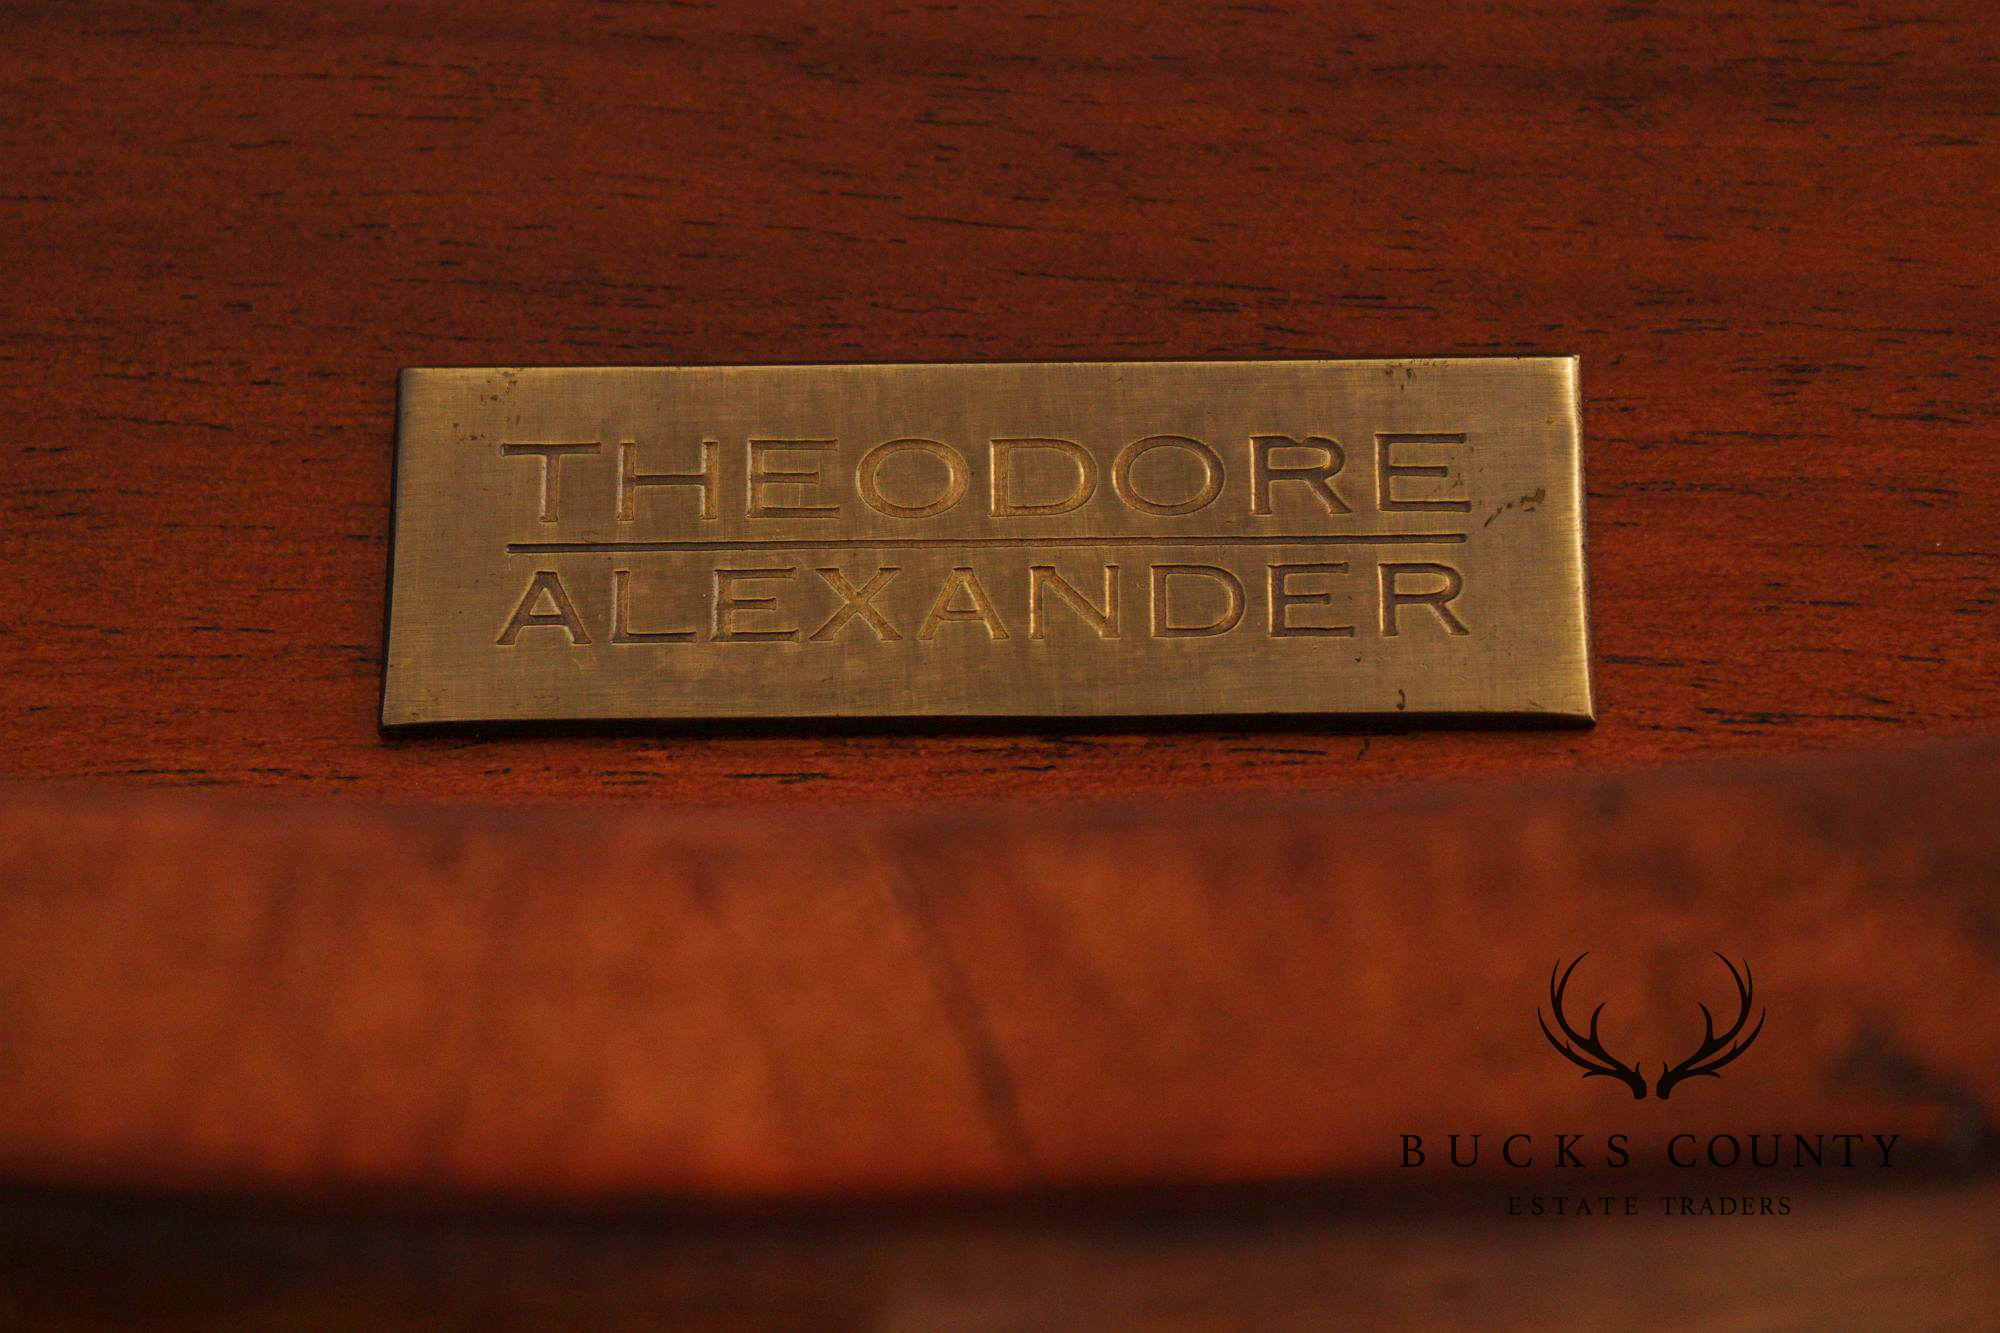 THEODORE
ALEXANDER
BUCKS COUNTY
ESTATE TRADERS